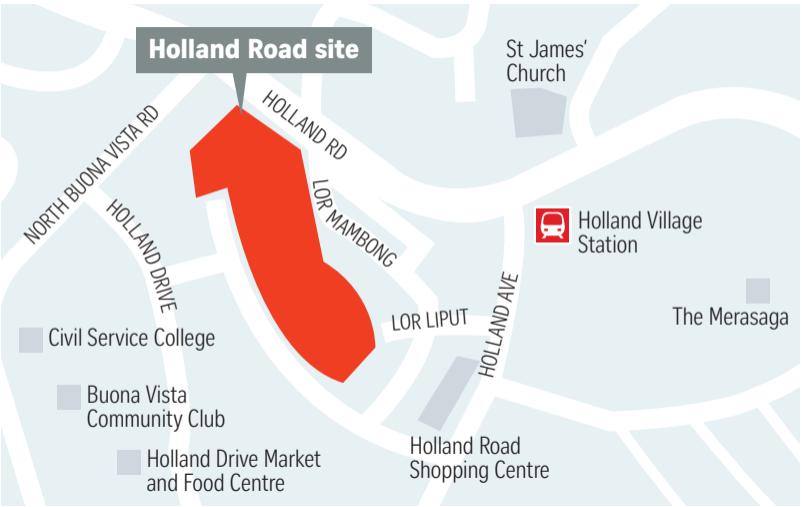 Holland Road site
St James’
Church
HOLLAND RD
NORTH BUONA VISTA RD
LOR MAMBONG
HOLLAND DRIVE
Holland Village
Station
HOLLAND AVE
LOR LIPUT
The Merasaga
Civil Service College
Buona Vista
Community Club
Holland Road
Shopping Centre
Holland Drive Market
and Food Centre